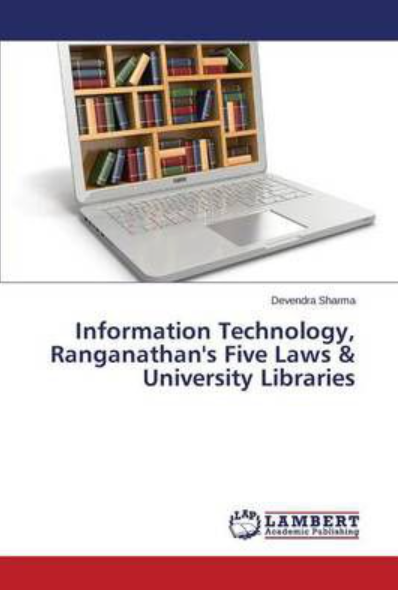 Devendra Sharma
Information Technology,
Ranganathan's Five Laws &
University Libraries
LAP
LAMBERT
Academic Publishing